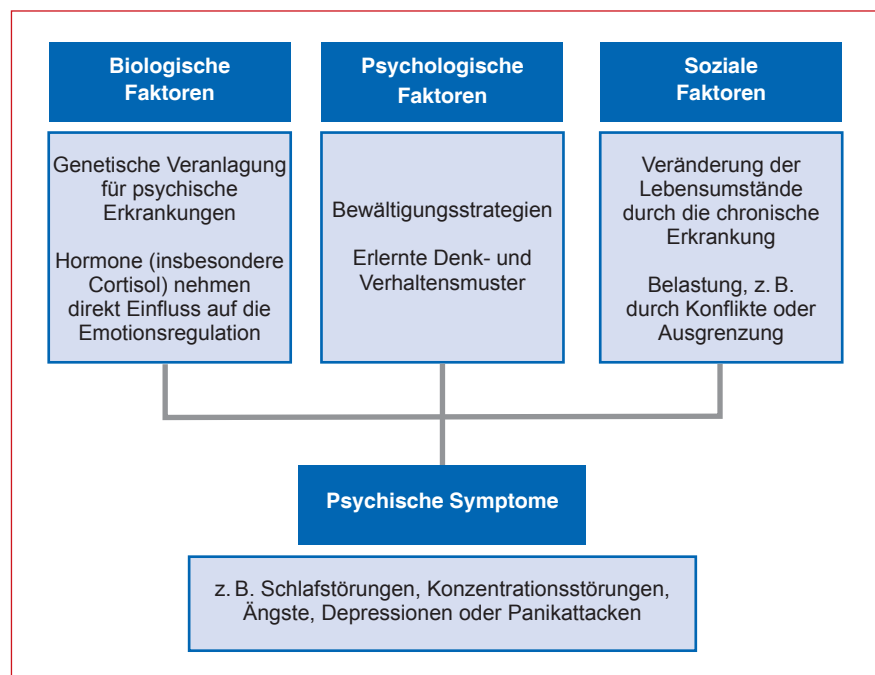 Biologische
Faktoren
Genetische Veranlagung
für psychische
Erkrankungen
Hormone (insbesondere
Cortisol) nehmen
direkt Einfluss auf die
Emotionsregulation
Psychologische
Faktoren
Bewältigungsstrategien
Erlernte Denk- und
Verhaltensmuster
Soziale
Faktoren
Veränderung der
Lebensumstände
durch die chronische
Erkrankung
Belastung, z. B.
durch Konflikte oder
Ausgrenzung
Psychische Symptome
z. B. Schlafstörungen, Konzentrationsstörungen,
Ängste, Depressionen oder Panikattacken